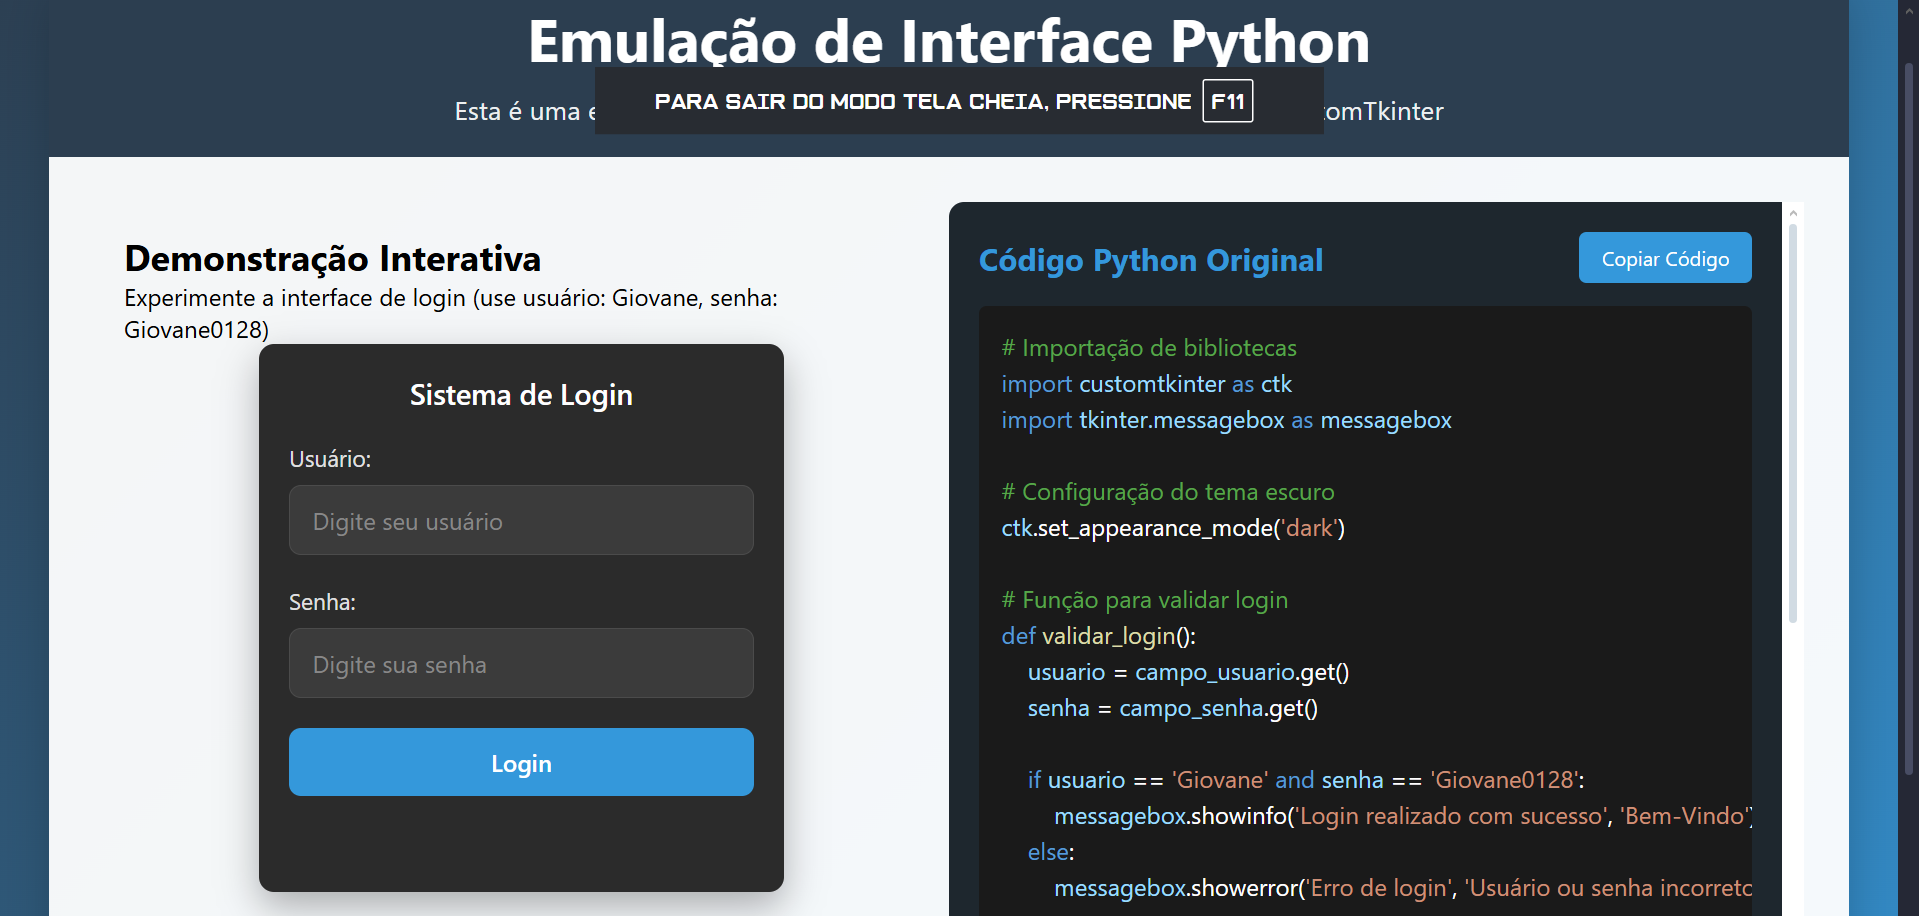 Emulação de Interface Python
PARA SAIR DO MODO TELA CHEIA, PRESSIONE F11
Esta é uma
Demonstração Interativa
Experimente a interface de login (use usuário: Giovane, senha:
Giovane0128)
Sistema de Login
Usuário:
Digite seu usuário
Senha:
Digite sua senha
Login
Código Python Original
Copiar Código
# Importação de bibliotecas
import customtkinter as ctk
import tkinter.messagebox as messagebox
# Configuração do tema escuro
ctk.set_appearance_mode('dark')
# Função para validar login
def validar_login():
usuario = campo_usuario.get()
senha = campo_senha.get()
if usuario == 'Giovane' and senha == 'Giovane0128':
messagebox.showinfo('Login realizado com sucesso', 'Bem-Vindo')
else:
messagebox.showerror('Erro de login', 'Usuário ou senha incorreto